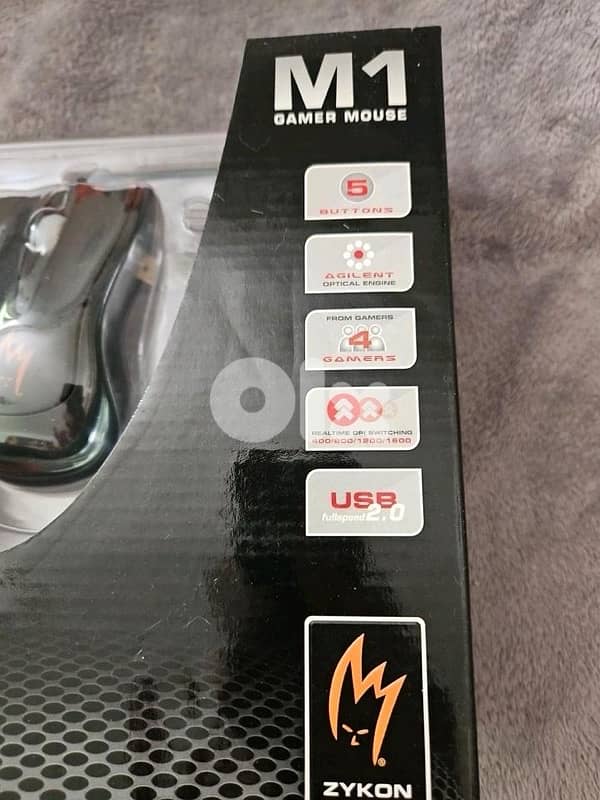 M1
GAMER MOUSE
5
BUTTONS
AGILENT
OPTICAL ENGINE
FROM GAMERS
4
GAMERS
olx
REALTIME DPI SWITCHING
400/800/1200/1600
USB
fullspeed 2.0
ZYKON